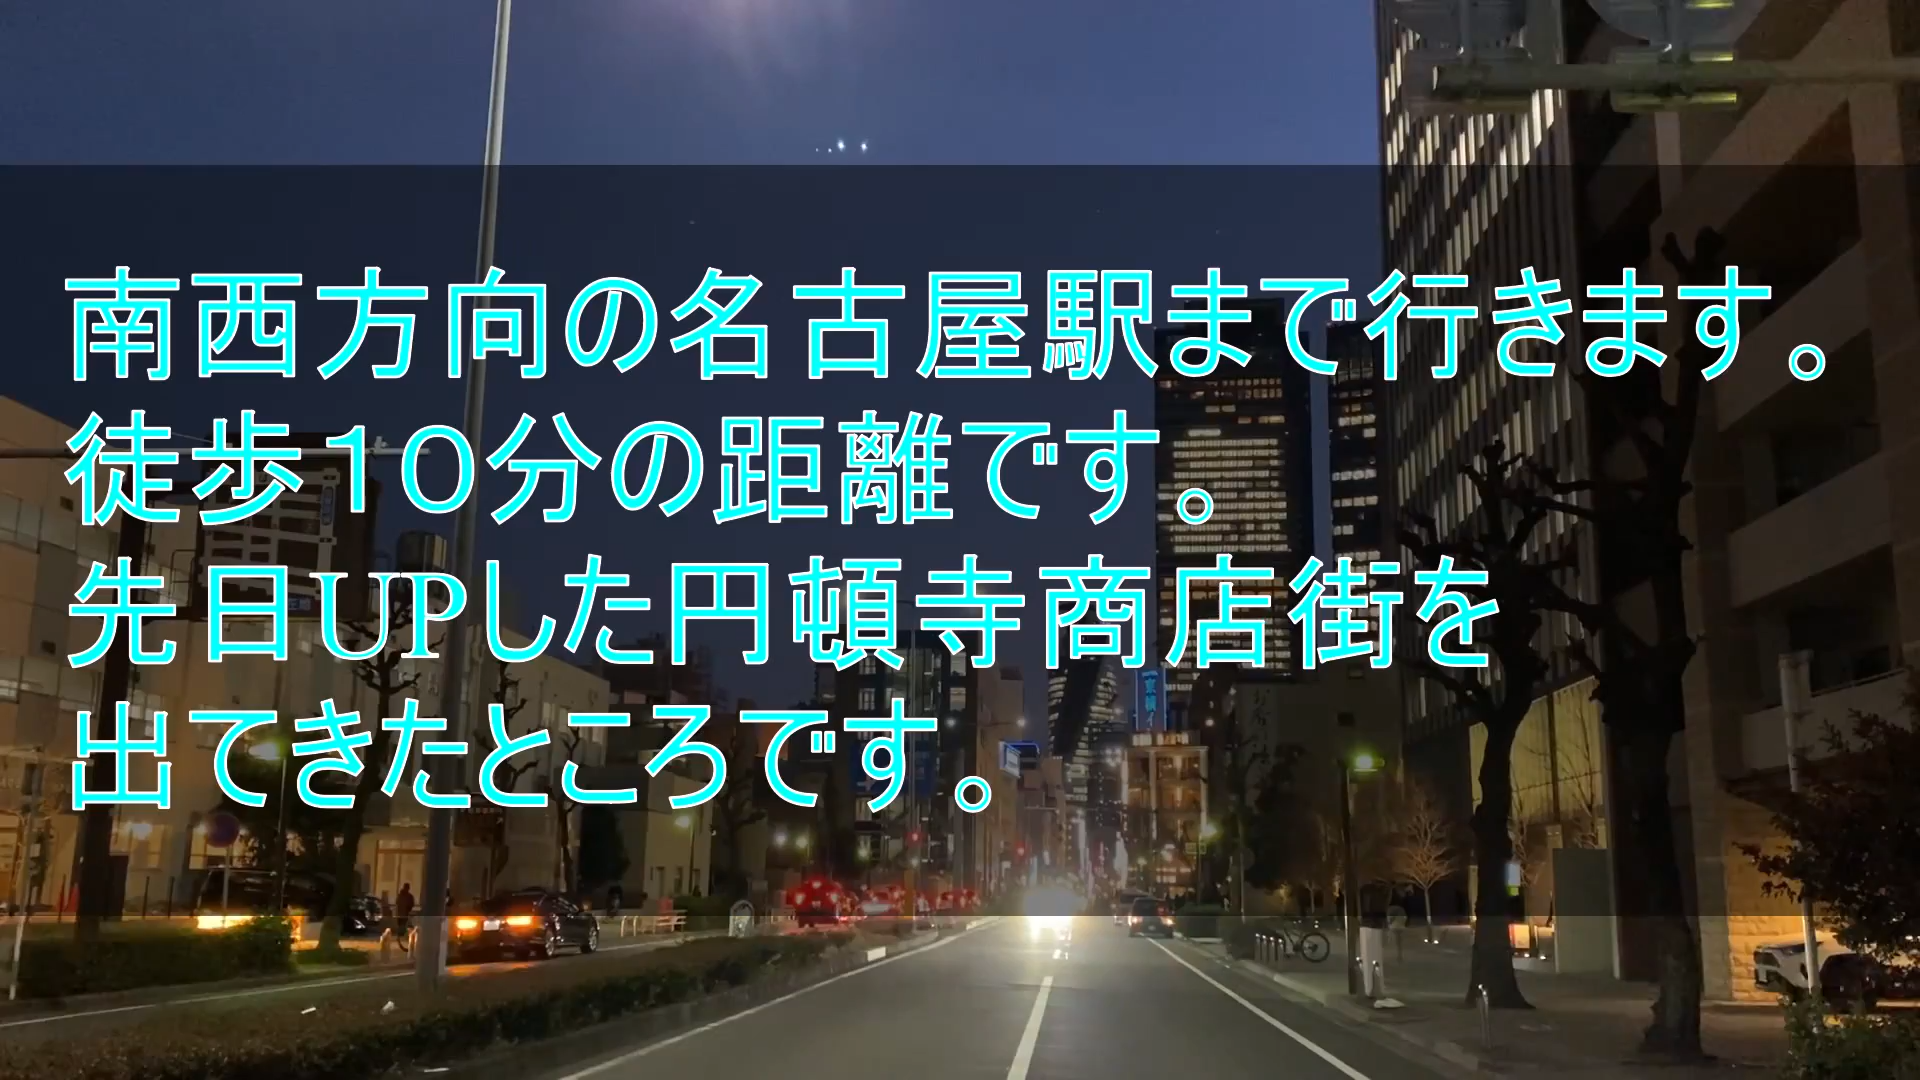 南西方向の名古屋駅まで行きます。
徒歩１０分の距離です。
先日UPした円頓寺商店街を
出てきたところです。